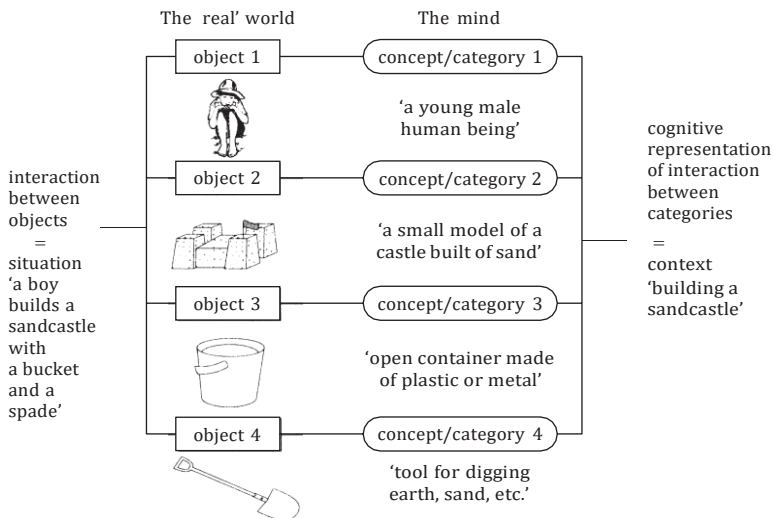 The real’ world
The mind
object 1
concept/category 1
‘a young male
human being’
object 2
concept/category 2
‘a small model of a
castle built of sand’
object 3
concept/category 3
‘open container made
of plastic or metal’
object 4
concept/category 4
‘tool for digging
earth, sand, etc.’
interaction
between
objects
=
situation
‘a boy
builds a
sandcastle
with
a bucket
and a
spade’
cognitive
representation
of interaction
between
categories
=
context
‘building a
sandcastle’